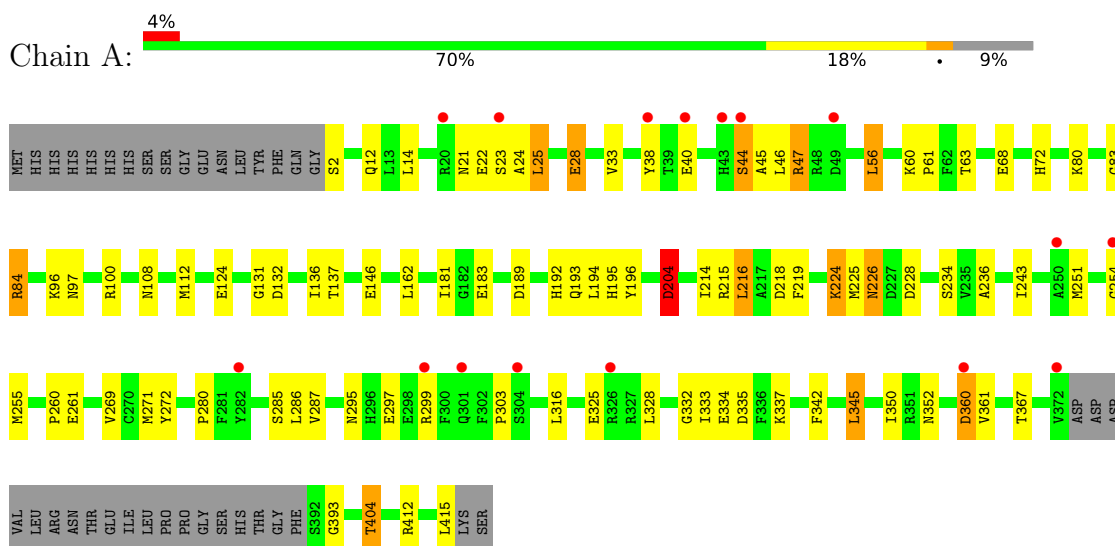 4%
Chain A:
70% 18% • 9%
MET HIS HIS HIS HIS HIS HIS SER SER GLY GLU ASN LEU TYR PHE GLN GLY S2 Q12 L13 L14 R20 N21 E22 S23 A24 L25 E28 V33 Y38 T39 E40 H43 S44 A45 L46 R47 R48 D49 L56 K60 P61 F62 T63 E68 H72 K80 G83
R84 K96 N97 R100 N108 M112 E124 G131 D132 I136 T137 E146 L162 I181 G182 E183 D189 H192 Q193 L194 H195 Y196 D204 I214 R215 L216 A217 D218 F219 K224 M225 N226 D227 D228 S234 V235 A236 I243 A250 M251 S254
M255 P260 E261 V269 C270 M271 Y272 P280 F281 Y282 S285 L286 V287 N295 H296 E297 E298 R299 F300 Q301 F302 P303 S304 L316 E325 R326 R327 L328 G332 I333 E334 D335 F336 K337 F342 L345 I350 R351 N352 D360 V361 T367 V372 ASP ASP ASP
VAL LEU ARG ASN THR GLU ILE LEU PRO PRO GLY SER HIS THR GLY PHE S392 G393 T404 R412 L415 LYS SER